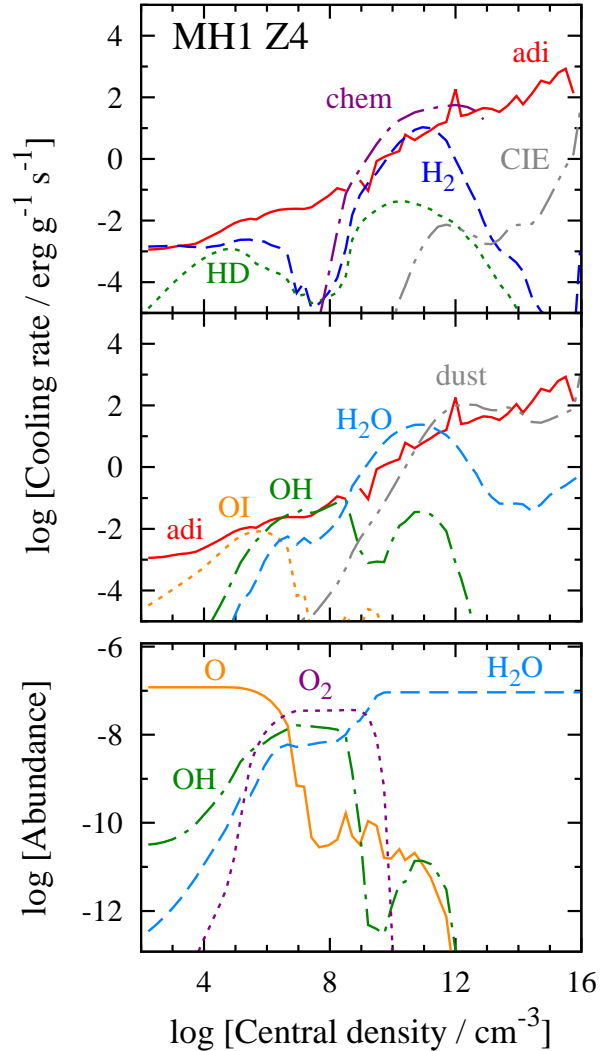 MH1 Z4
adi
chem
CIE
H2
HD
4
2
0
-2
-4
dust
H2O
OI
OH
adi
4
2
0
-2
-4
log [Cooling rate / erg g-1 s-1]
O
O2
H2O
OH
-6
-8
-10
-12
log [Abundance]
4 8 12 16
log [Central density / cm-3]